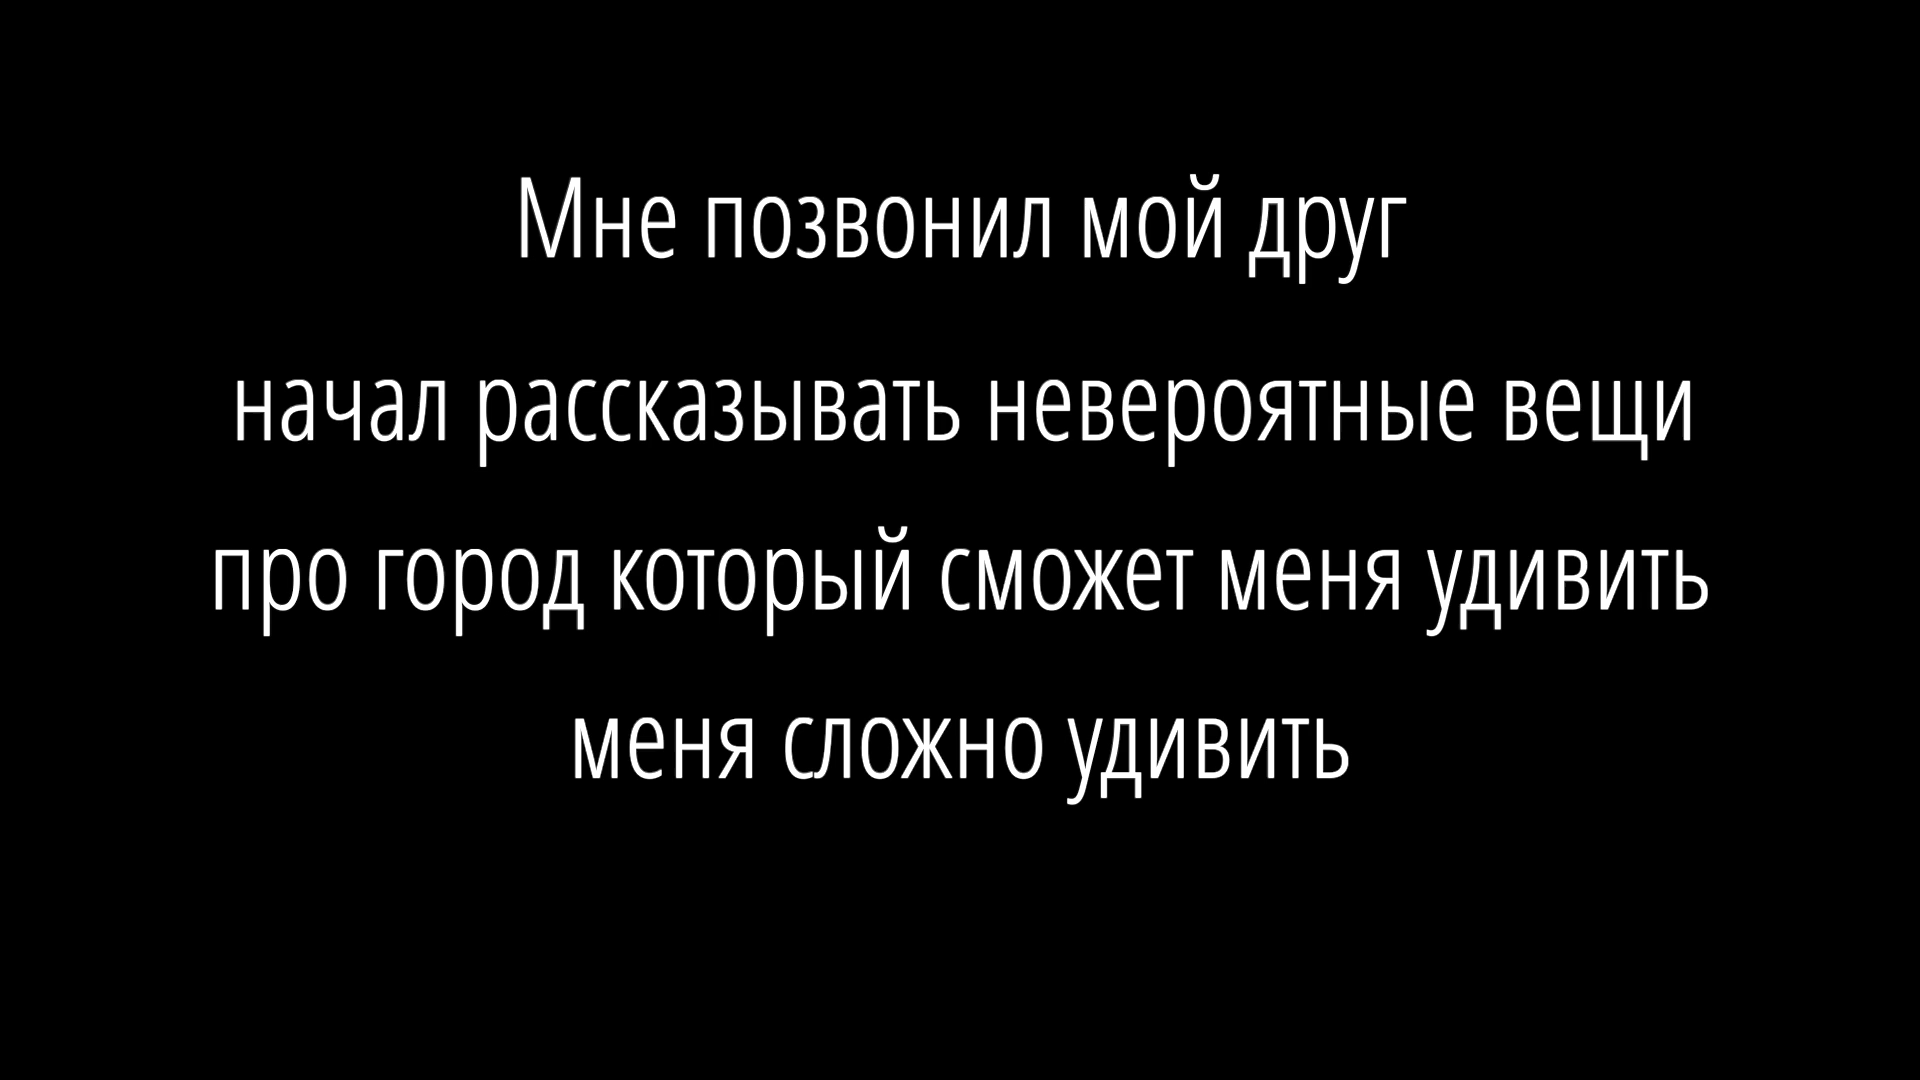 Мне позвонил мой друг
начал рассказывать невероятные вещи
про город который сможет меня удивить
меня сложно удивить